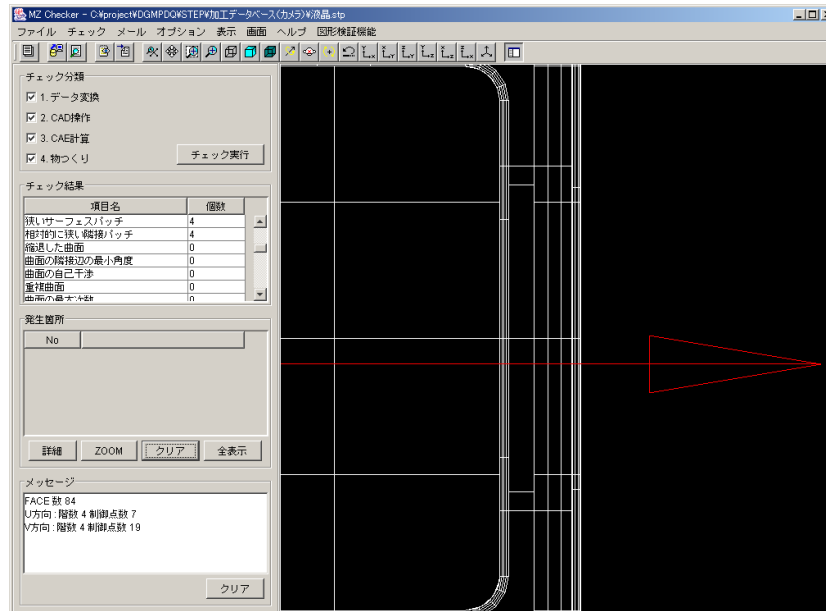 MZ Checker - C:¥project¥DGMPDQ¥STEP¥加工データベース(カメラ)¥液晶.stp
ファイル チェック メール オプション 表示 画面 ヘルプ 図形検証機能
チェック分類
1. データ変換
2. CAD操作
3. CAE計算
4. 物つくり
チェック実行
チェック結果
項目名 個数
狭いサーフェスパッチ 4
相対的に狭い隣接パッチ 4
縮退した曲面 0
曲面の隣接辺の最小角度 0
曲面の自己干渉 0
重複曲面 0
曲面の最大次数 0
発生箇所
No
詳細 ZOOM クリア 全表示
メッセージ
FACE 数 84
U方向 : 階数 4 制御点数 7
V方向 : 階数 4 制御点数 19
クリア